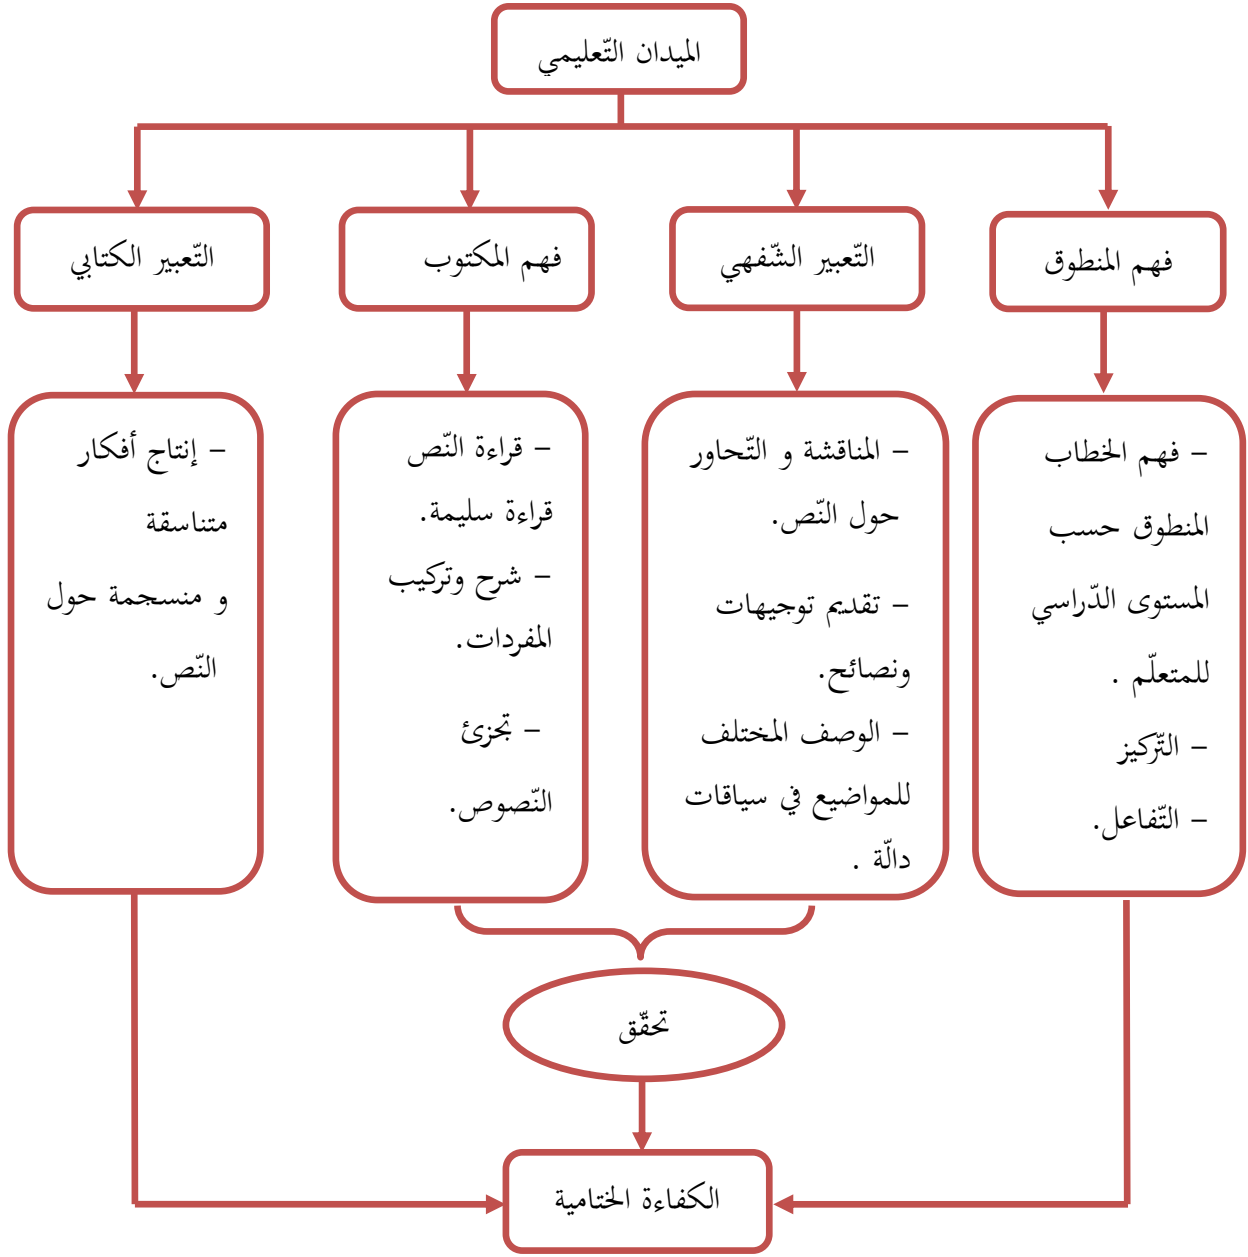 الميدان التّعليمي
فهم المنطوق
التّعبير الشّفهي
فهم المكتوب
التّعبير الكتابي
– فهم الخطاب
المنطوق حسب
المستوى الدّراسي
للمتعلّم .
– التّركيز
– التّفاعل.
– المناقشة و التّحاور
حول النّص.
– تقديم توجيهات
ونصائح.
– الوصف المختلف
للمواضيع في سياقات
دالّة .
– قراءة النّص
قراءة سليمة.
– شرح وتركيب
المفردات.
– تجزئ
النّصوص.
– إنتاج أفكار
متناسقة
و منسجمة حول
النّص.
تحقّق
الكفاءة الختامية